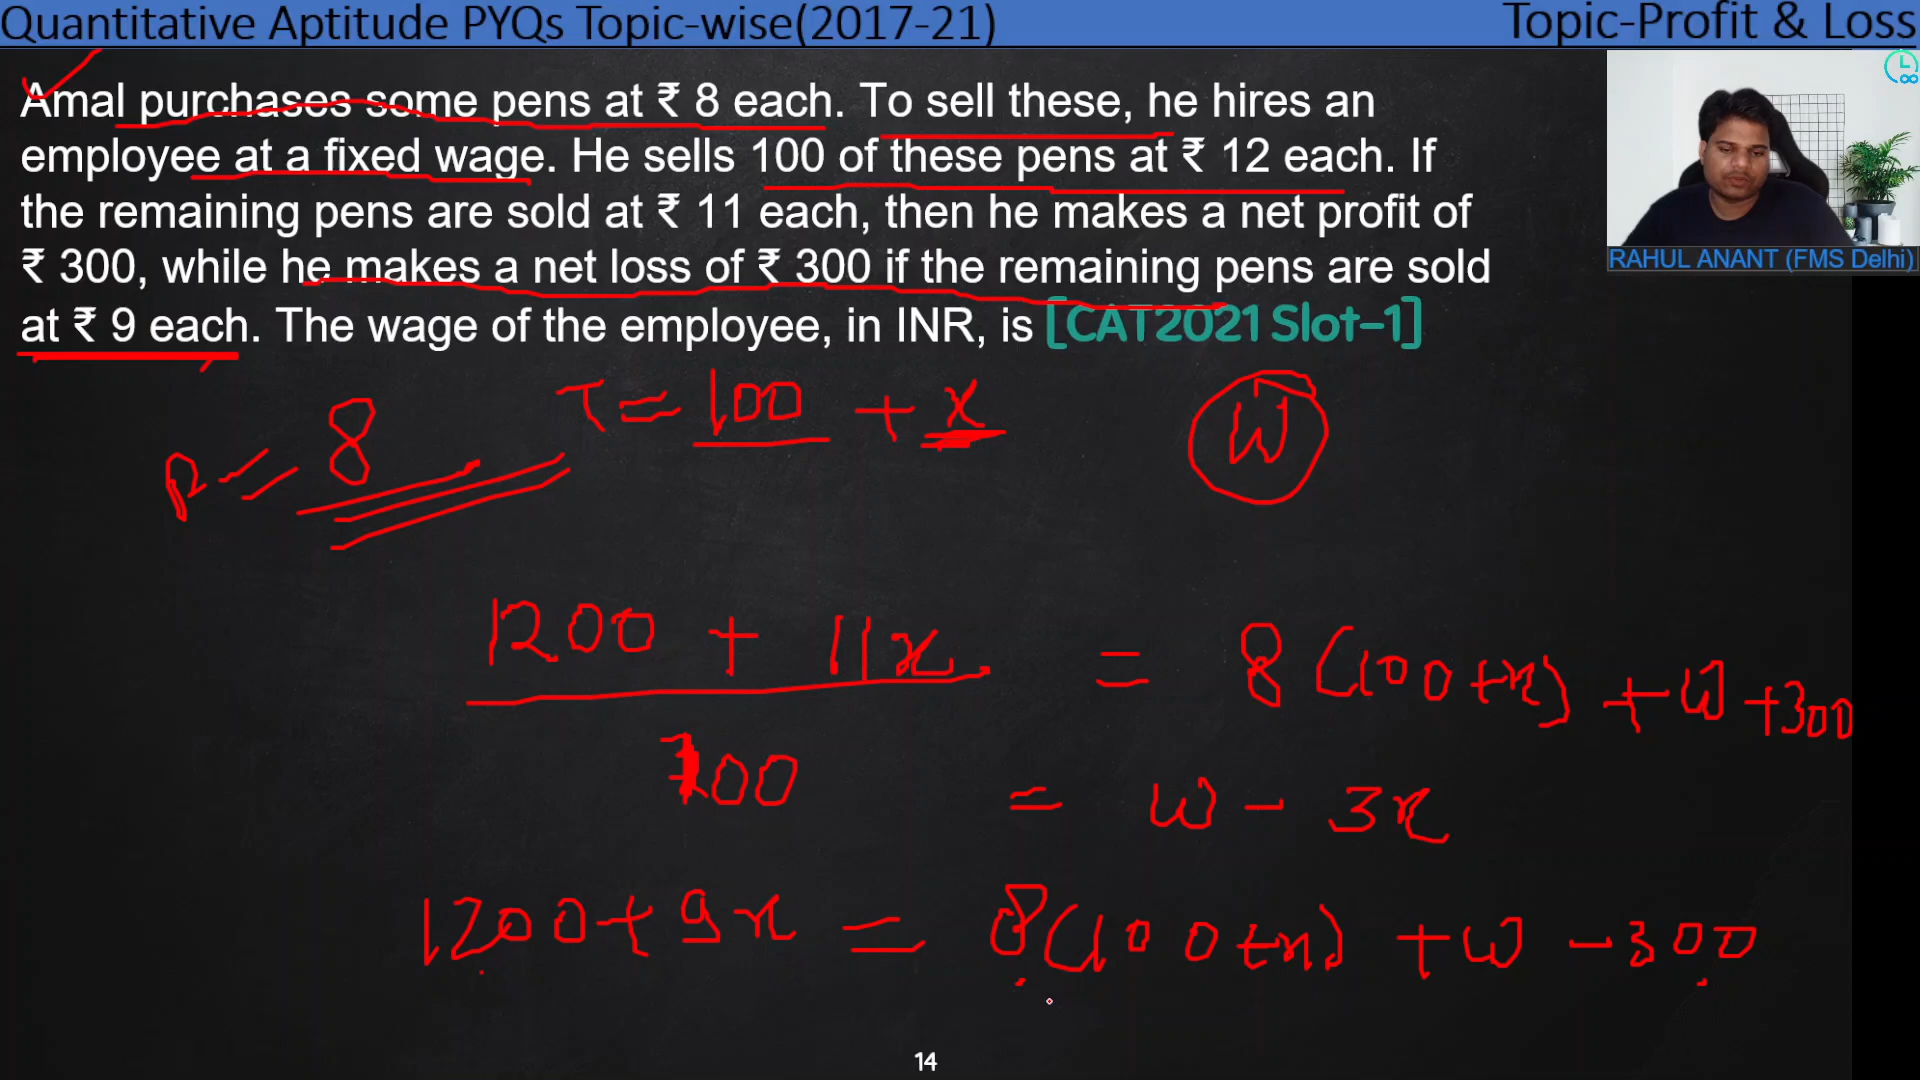 Quantitative Aptitude PYQs Topic-wise(2017-21)
Topic-Profit & Loss
Amal purchases some pens at ₹ 8 each. To sell these, he hires an
employee at a fixed wage. He sells 100 of these pens at ₹ 12 each. If
the remaining pens are sold at ₹ 11 each, then he makes a net profit of
₹ 300, while he makes a net loss of ₹ 300 if the remaining pens are sold
at ₹ 9 each. The wage of the employee, in INR, is [CAT2021 Slot-1]
RAHUL ANANT (FMS Delhi)
P = 8
T = 100 + x
W
1200 + 11x = 8(100+x) + W + 300
100 = W - 3x
1200 + 9x = 8(100+x) + W - 300
14